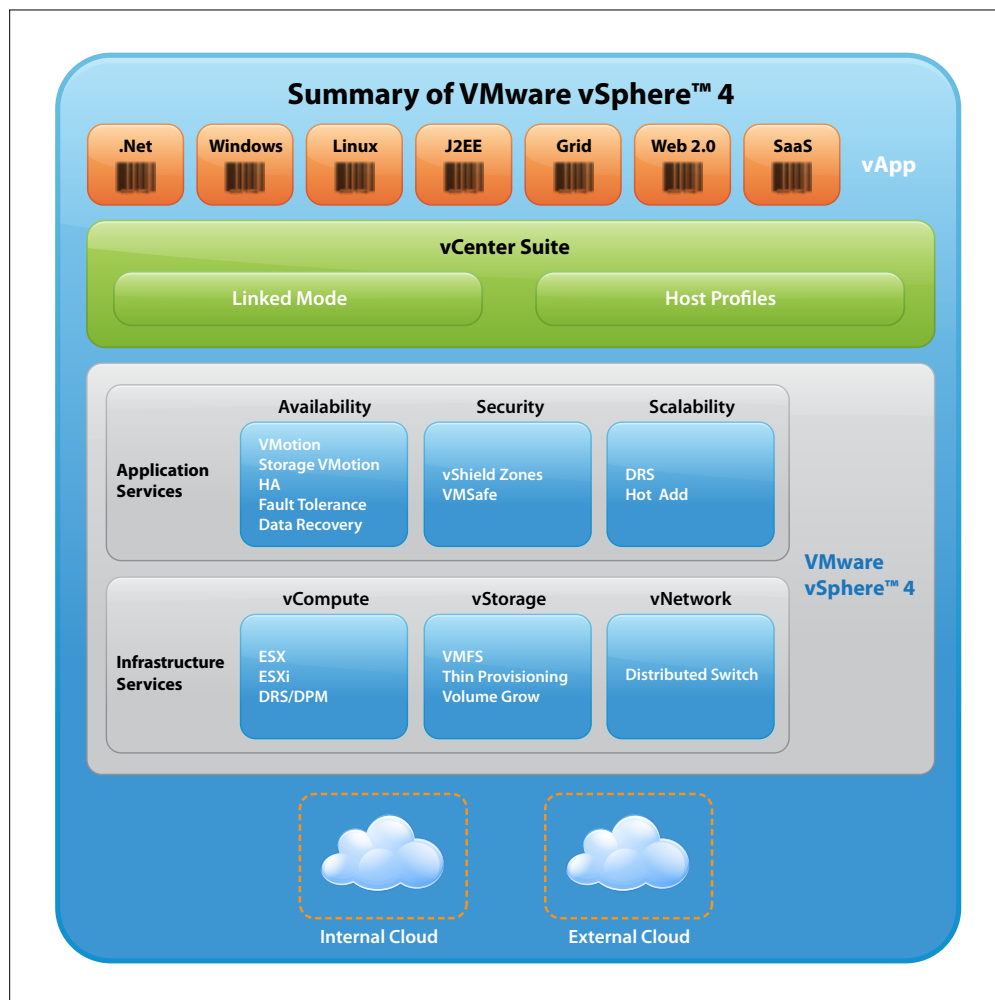 Summary of VMware vSphere™ 4
.Net
Windows
Linux
J2EE
Grid
Web 2.0
SaaS
vApp
vCenter Suite
Linked Mode
Host Profiles
Availability
Security
Scalability
Application
Services
VMotion
Storage VMotion
HA
Fault Tolerance
Data Recovery
vShield Zones
VMSafe
DRS
Hot Add
VMware
vSphere™ 4
vCompute
vStorage
vNetwork
Infrastructure
Services
ESX
ESXi
DRS/DPM
VMFS
Thin Provisioning
Volume Grow
Distributed Switch
Internal Cloud
External Cloud